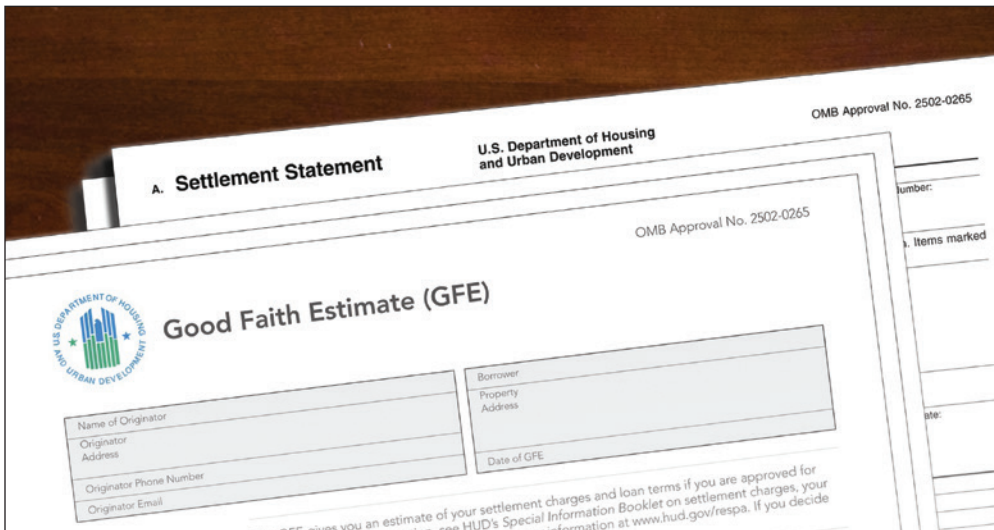 OMB Approval No. 2502-0265
A. Settlement Statement
U.S. Department of Housing
and Urban Development
umber:
. Items marked
ate:
OMB Approval No. 2502-0265
U.S. DEPARTMENT OF HOUSING
AND URBAN DEVELOPMENT
Good Faith Estimate (GFE)
Name of Originator
Originator
Address
Originator Phone Number
Originator Email
Borrower
Property
Address
Date of GFE
GFE gives you an estimate of your settlement charges and loan terms if you are approved for
see HUD's Special Information Booklet on settlement charges, your
information at www.hud.gov/respa. If you decide